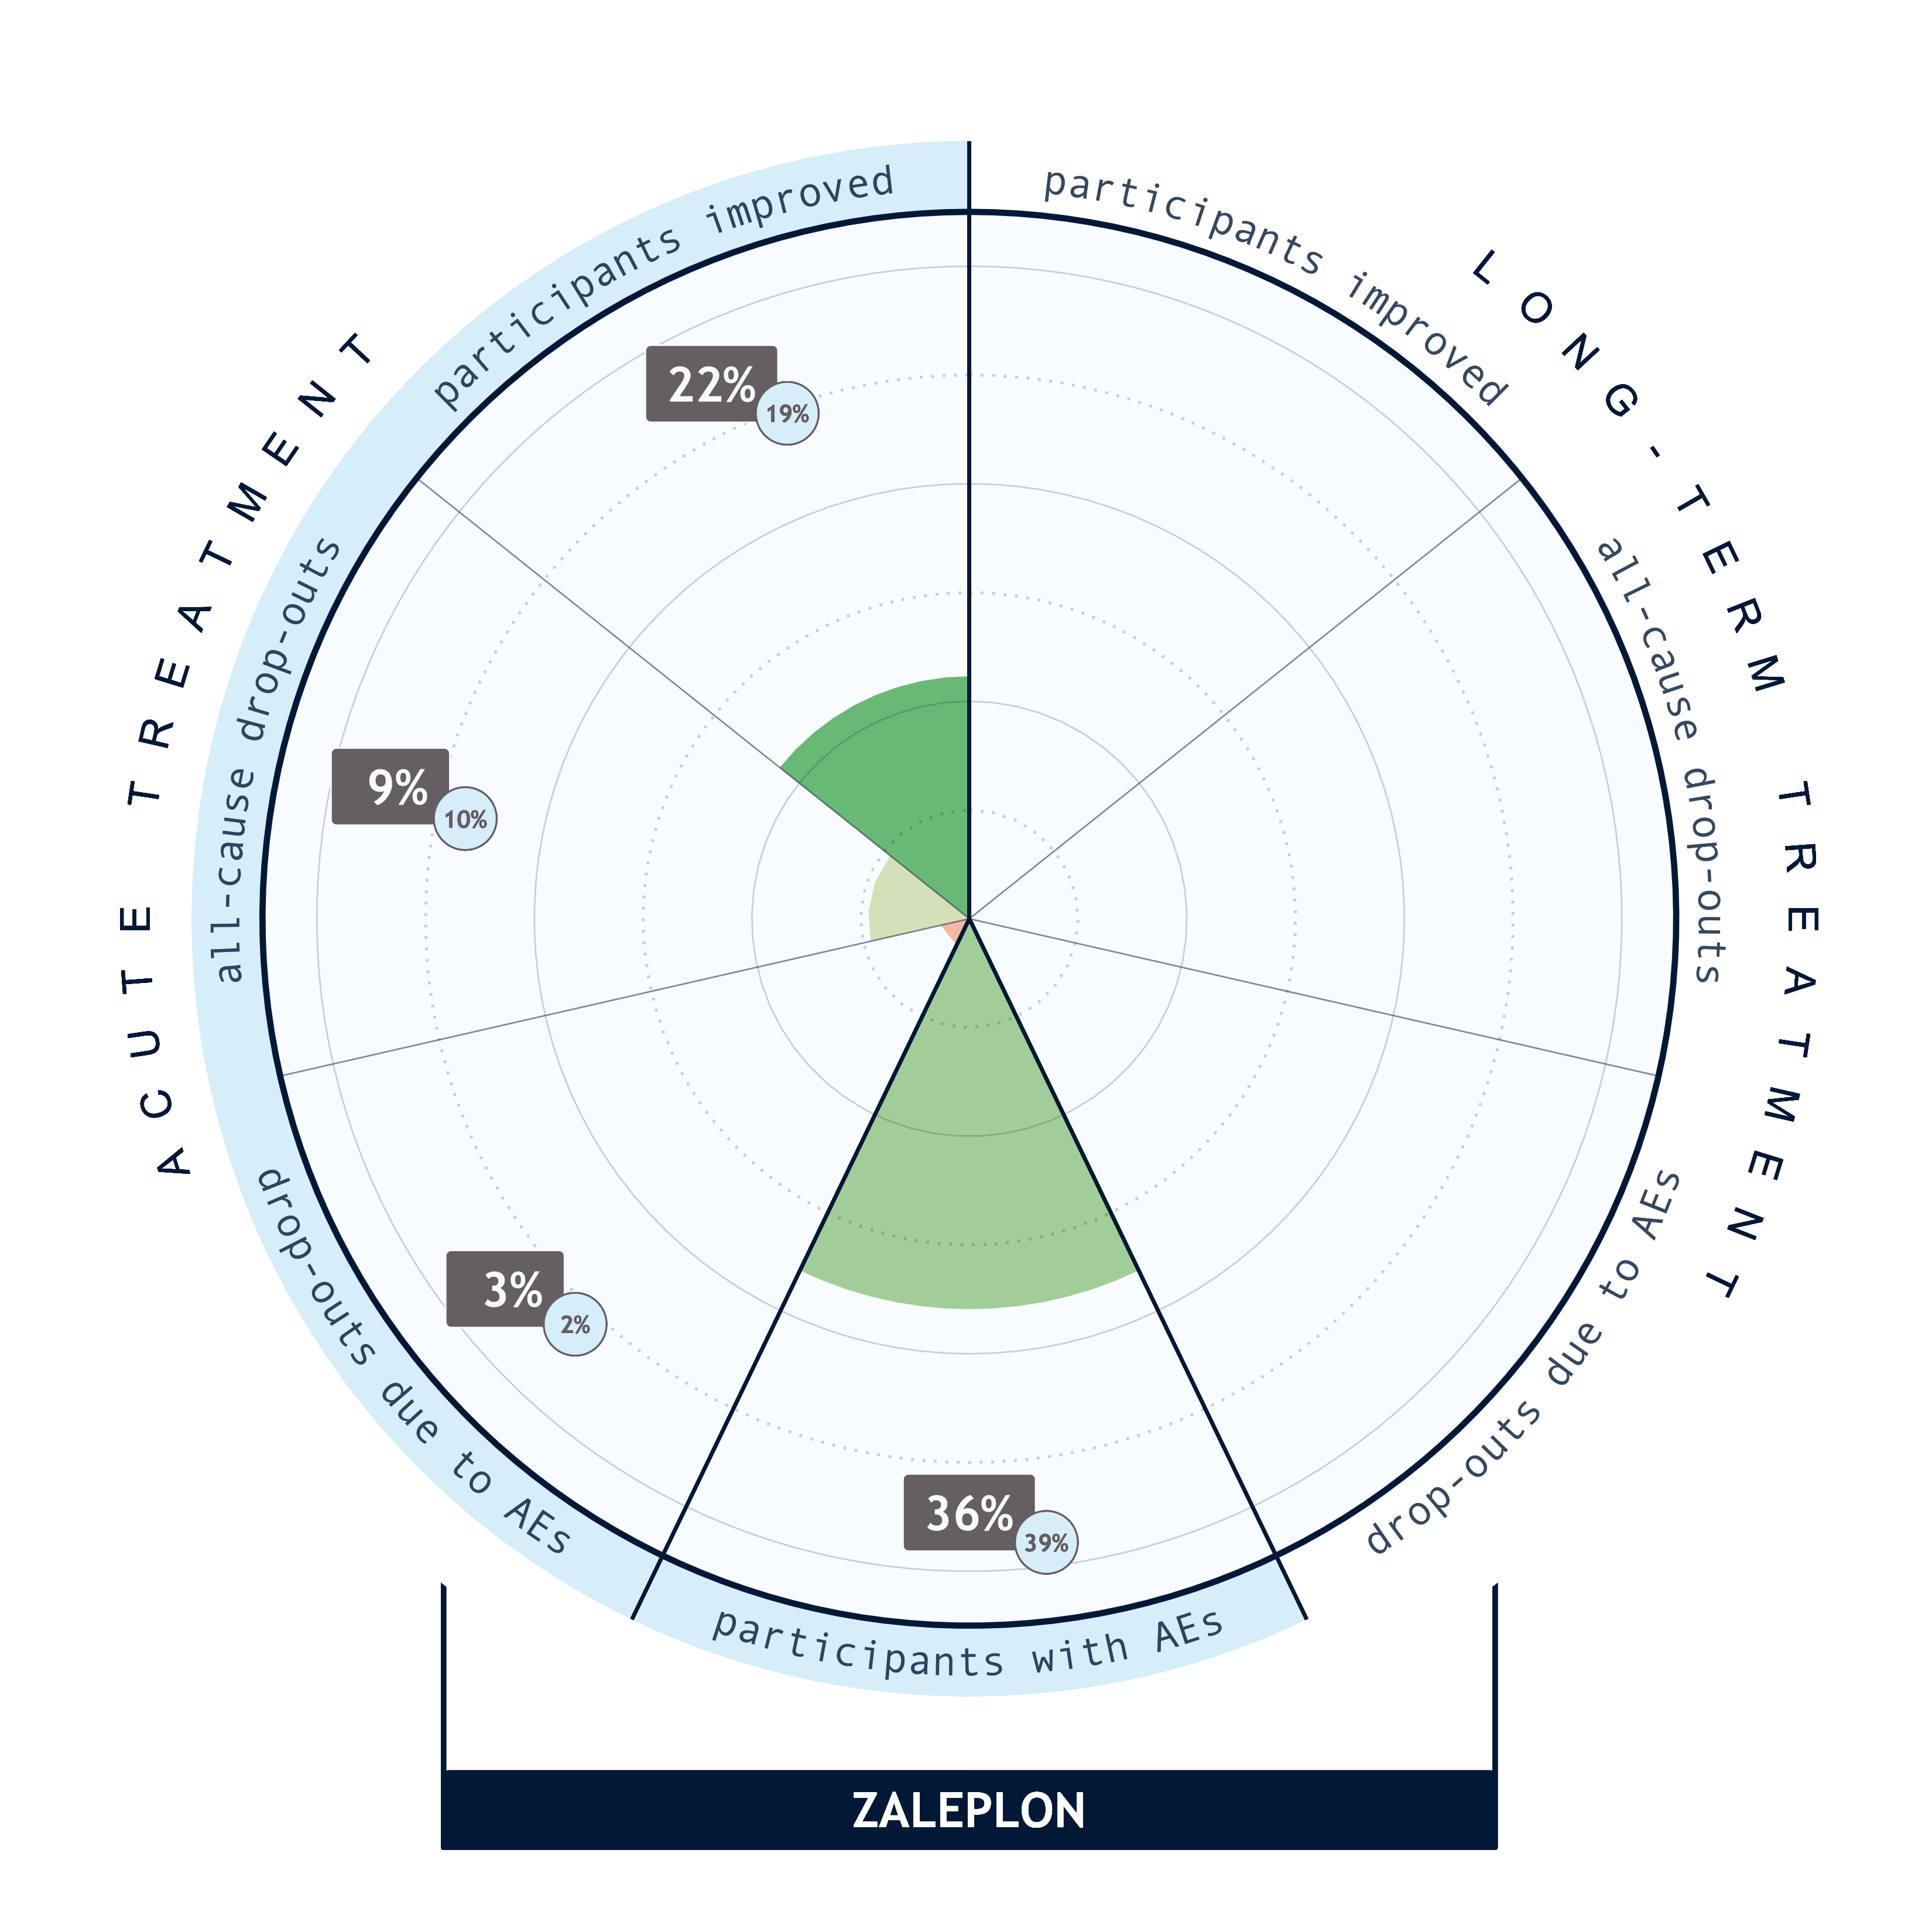 ACUTE TREATMENT
LONG-TERM TREATMENT
participants improved
participants improved
22%
19%
all-cause drop-outs
all-cause drop-outs
9%
10%
drop-outs due to AEs
drop-outs due to AEs
3%
2%
36%
39%
participants with AEs
ZALEPLON